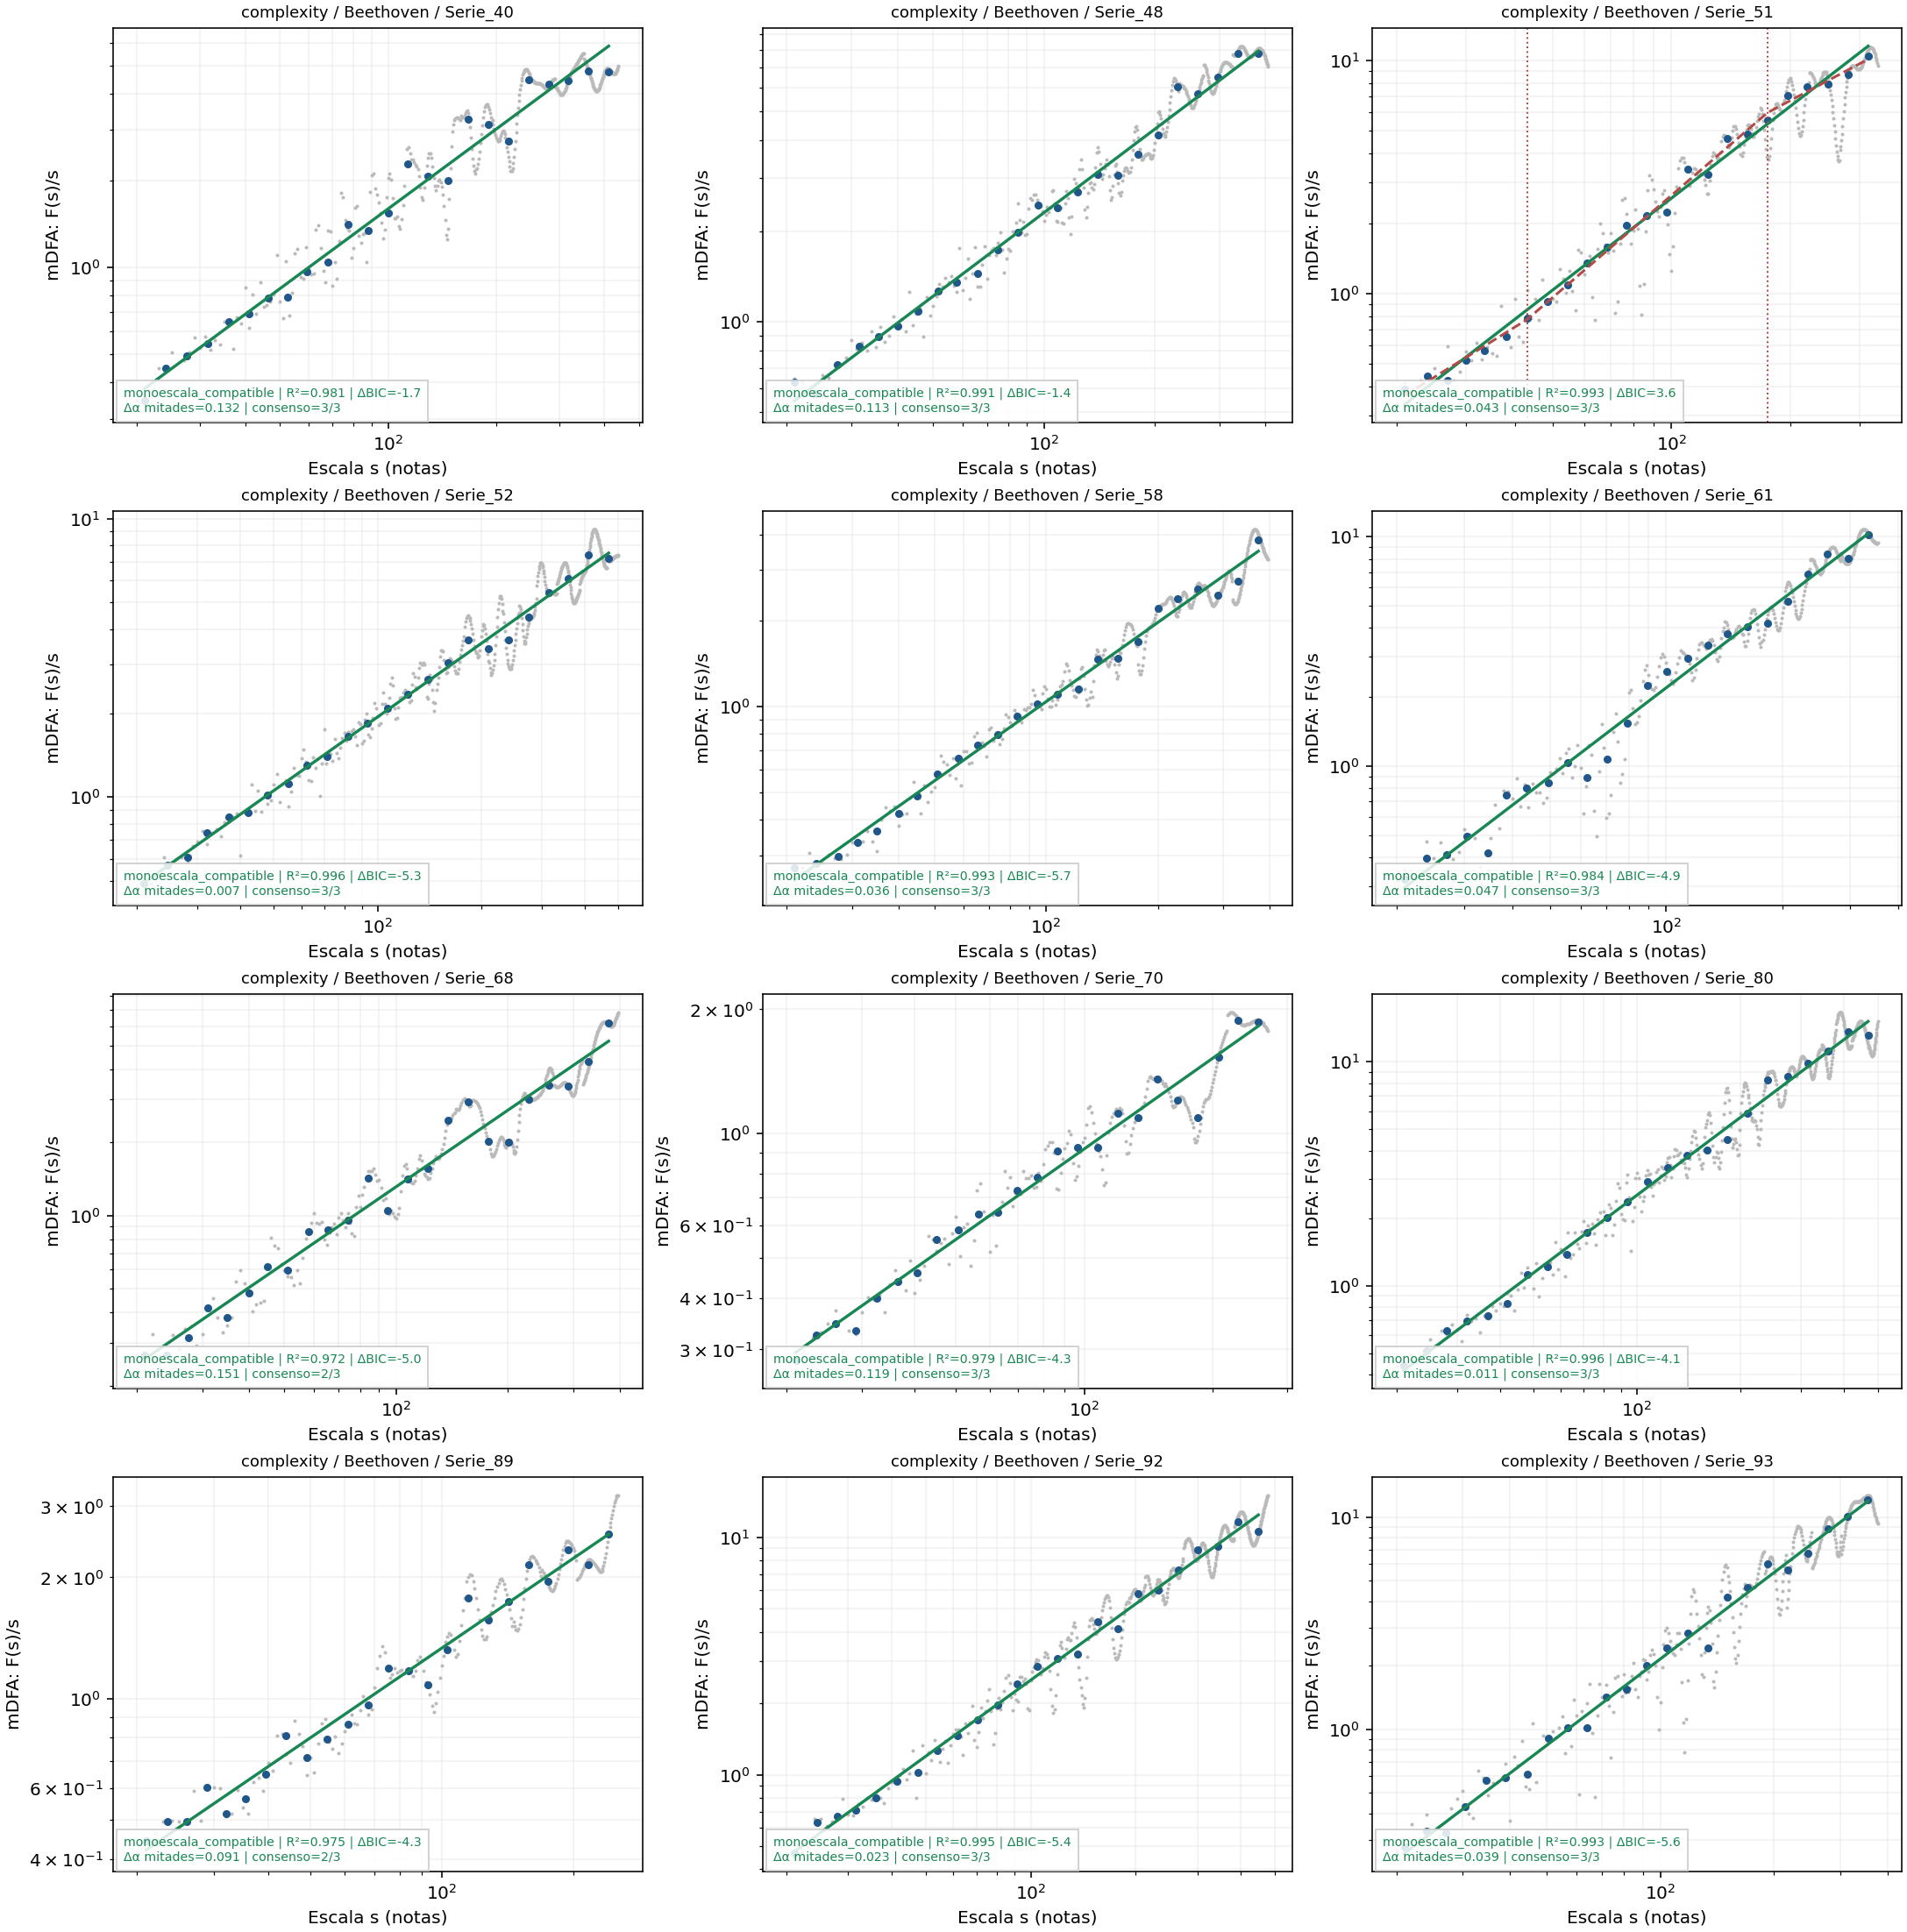 complexity / Beethoven / Serie_40
mDFA: F(s)/s
10⁰
monoescala_compatible | R²=0.981 | ΔBIC=-1.7
Δα mitades=0.132 | consenso=3/3
10²
Escala s (notas)
complexity / Beethoven / Serie_48
mDFA: F(s)/s
10⁰
monoescala_compatible | R²=0.991 | ΔBIC=-1.4
Δα mitades=0.113 | consenso=3/3
10²
Escala s (notas)
complexity / Beethoven / Serie_51
mDFA: F(s)/s
10¹
10⁰
monoescala_compatible | R²=0.993 | ΔBIC=3.6
Δα mitades=0.043 | consenso=3/3
10²
Escala s (notas)
complexity / Beethoven / Serie_52
mDFA: F(s)/s
10¹
10⁰
monoescala_compatible | R²=0.996 | ΔBIC=-5.3
Δα mitades=0.007 | consenso=3/3
10²
Escala s (notas)
complexity / Beethoven / Serie_58
mDFA: F(s)/s
10⁰
monoescala_compatible | R²=0.993 | ΔBIC=-5.7
Δα mitades=0.036 | consenso=3/3
10²
Escala s (notas)
complexity / Beethoven / Serie_61
mDFA: F(s)/s
10¹
10⁰
monoescala_compatible | R²=0.984 | ΔBIC=-4.9
Δα mitades=0.047 | consenso=3/3
10²
Escala s (notas)
complexity / Beethoven / Serie_68
mDFA: F(s)/s
10⁰
monoescala_compatible | R²=0.972 | ΔBIC=-5.0
Δα mitades=0.151 | consenso=2/3
10²
Escala s (notas)
complexity / Beethoven / Serie_70
mDFA: F(s)/s
2 × 10⁰
10⁰
6 × 10⁻¹
4 × 10⁻¹
3 × 10⁻¹
monoescala_compatible | R²=0.979 | ΔBIC=-4.3
Δα mitades=0.119 | consenso=3/3
10²
Escala s (notas)
complexity / Beethoven / Serie_80
mDFA: F(s)/s
10¹
10⁰
monoescala_compatible | R²=0.996 | ΔBIC=-4.1
Δα mitades=0.011 | consenso=3/3
10²
Escala s (notas)
complexity / Beethoven / Serie_89
mDFA: F(s)/s
3 × 10⁰
2 × 10⁰
10⁰
6 × 10⁻¹
4 × 10⁻¹
monoescala_compatible | R²=0.975 | ΔBIC=-4.3
Δα mitades=0.091 | consenso=2/3
10²
Escala s (notas)
complexity / Beethoven / Serie_92
mDFA: F(s)/s
10¹
10⁰
monoescala_compatible | R²=0.995 | ΔBIC=-5.4
Δα mitades=0.023 | consenso=3/3
10²
Escala s (notas)
complexity / Beethoven / Serie_93
mDFA: F(s)/s
10¹
10⁰
monoescala_compatible | R²=0.993 | ΔBIC=-5.6
Δα mitades=0.039 | consenso=3/3
10²
Escala s (notas)